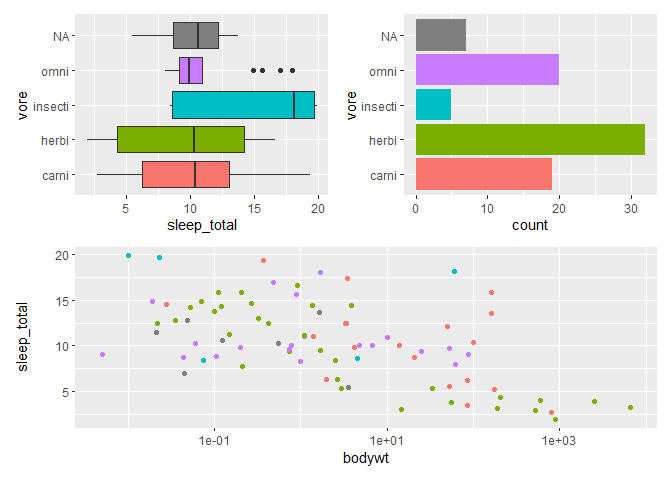 vore
NA
omni
insecti
herbi
carni
5 10 15 20
sleep_total
vore
NA
omni
insecti
herbi
carni
0 10 20 30
count
sleep_total
20
15
10
5
1e-01 1e+01 1e+03
bodywt